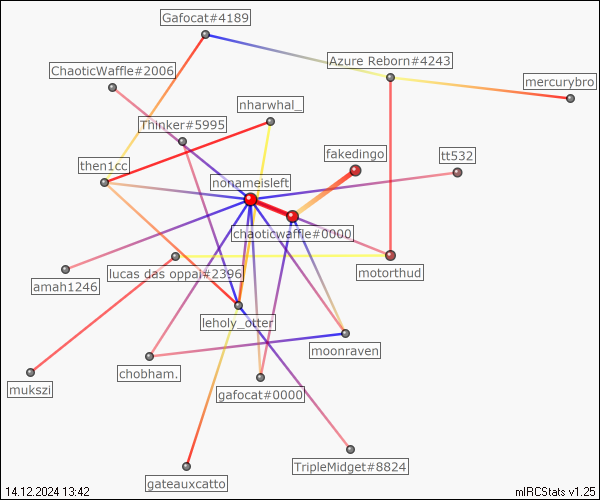 Gafocat#4189
Azure Reborn#4243
ChaoticWaffle#2006
mercurybro
nharwhal_
Thinker#5995
fakedingo
tt532
then1cc
nonameisleft
chaoticwaffle#0000
motorthud
lucas das oppai#2396
amah1246
leholy_otter
moonraven
chobham.
mukszi
gafocat#0000
TripleMidget#8824
gateauxcatto
14.12.2024 13:42
mIRCStats v1.25